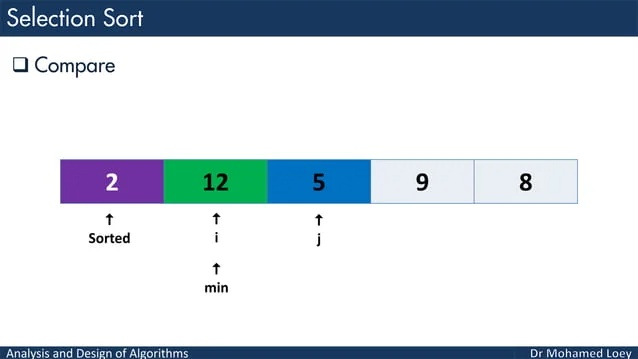 Selection Sort
❑ Compare
2 12 5 9 8
↑ ↑ ↑
Sorted i j
↑
min
Analysis and Design of Algorithms Dr Mohamed Loey